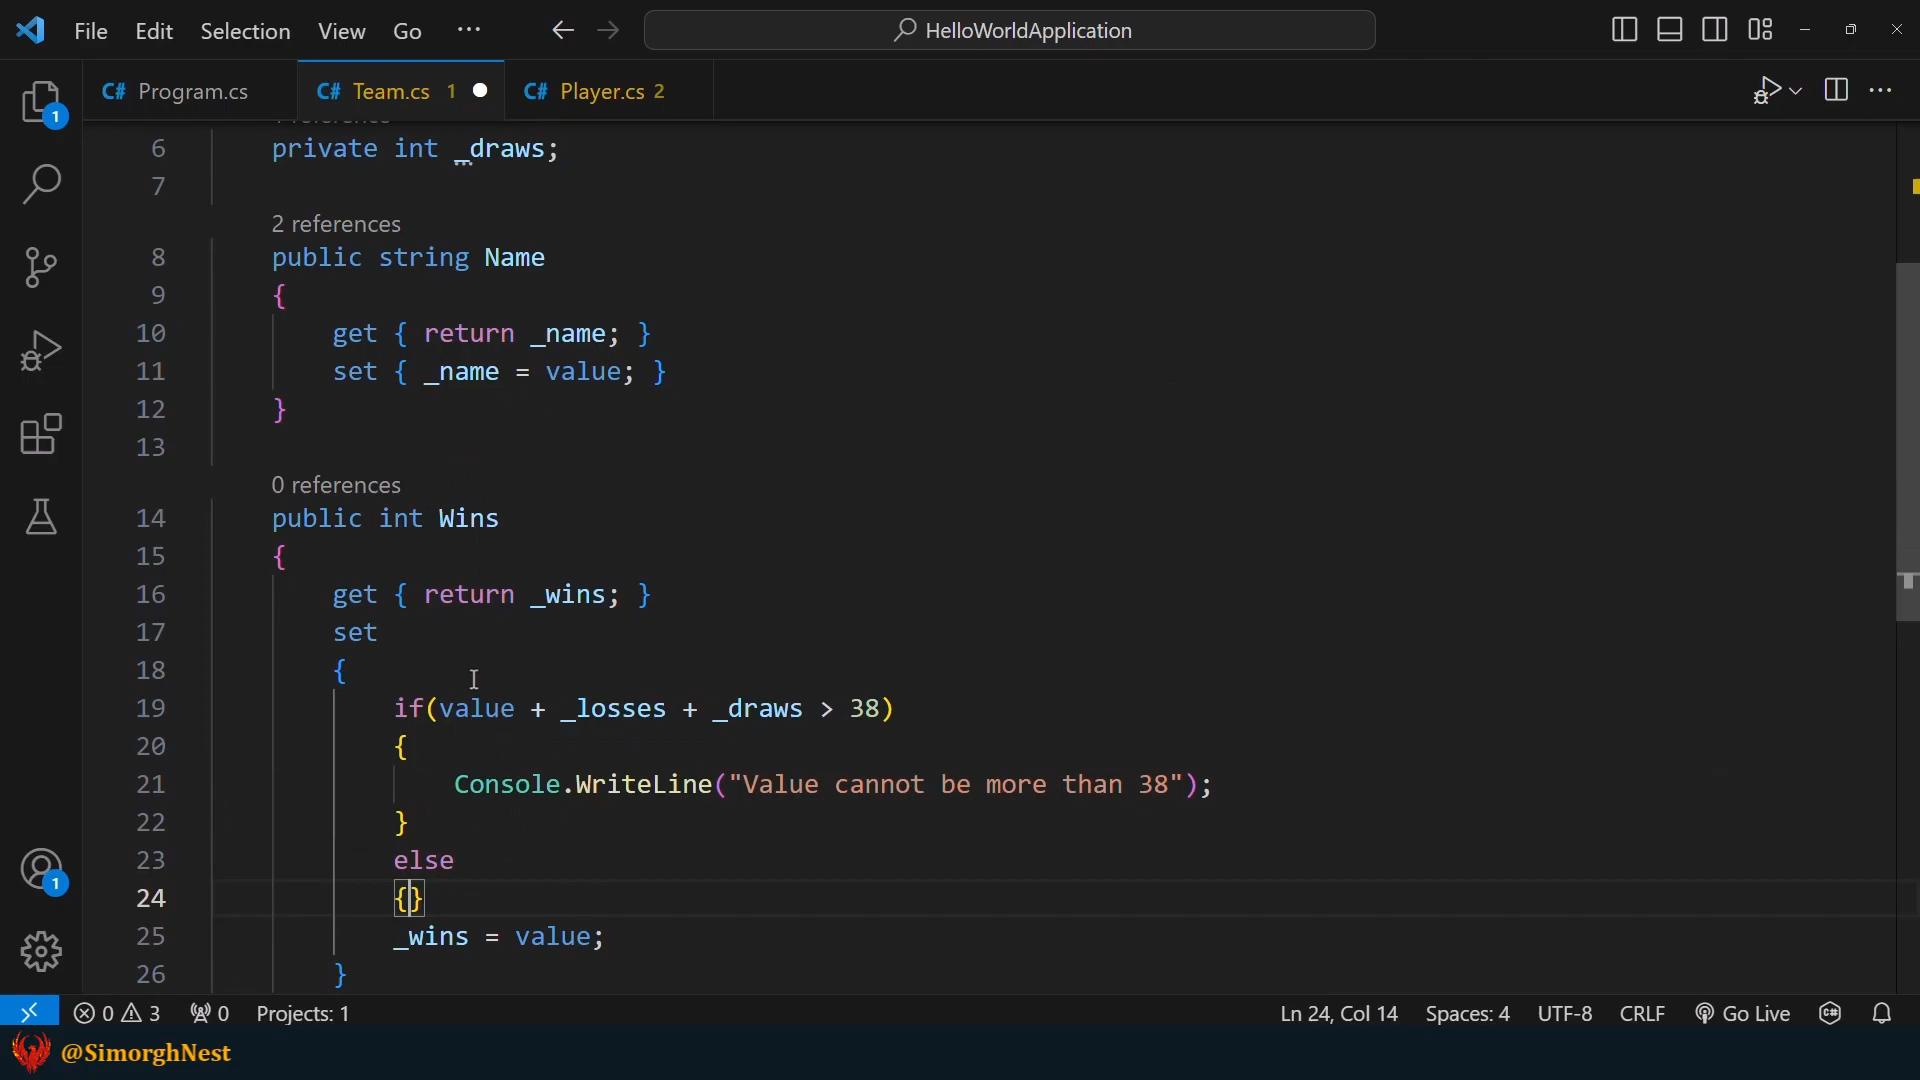 File Edit Selection View Go ··· HelloWorldApplication
C# Program.cs C# Team.cs 1 C# Player.cs 2
1
6 private int _draws;
7
2 references
8 public string Name
9 {
10 get { return _name; }
11 set { _name = value; }
12 }
13
0 references
14 public int Wins
15 {
16 get { return _wins; }
17 set
18 {
19 if(value + _losses + _draws > 38)
20 {
21 Console.WriteLine("Value cannot be more than 38");
22 }
23 else
1
24 {}
25 _wins = value;
26 }
0 3 0 Projects: 1 Ln 24, Col 14 Spaces: 4 UTF-8 CRLF Go Live
@SimorghNest